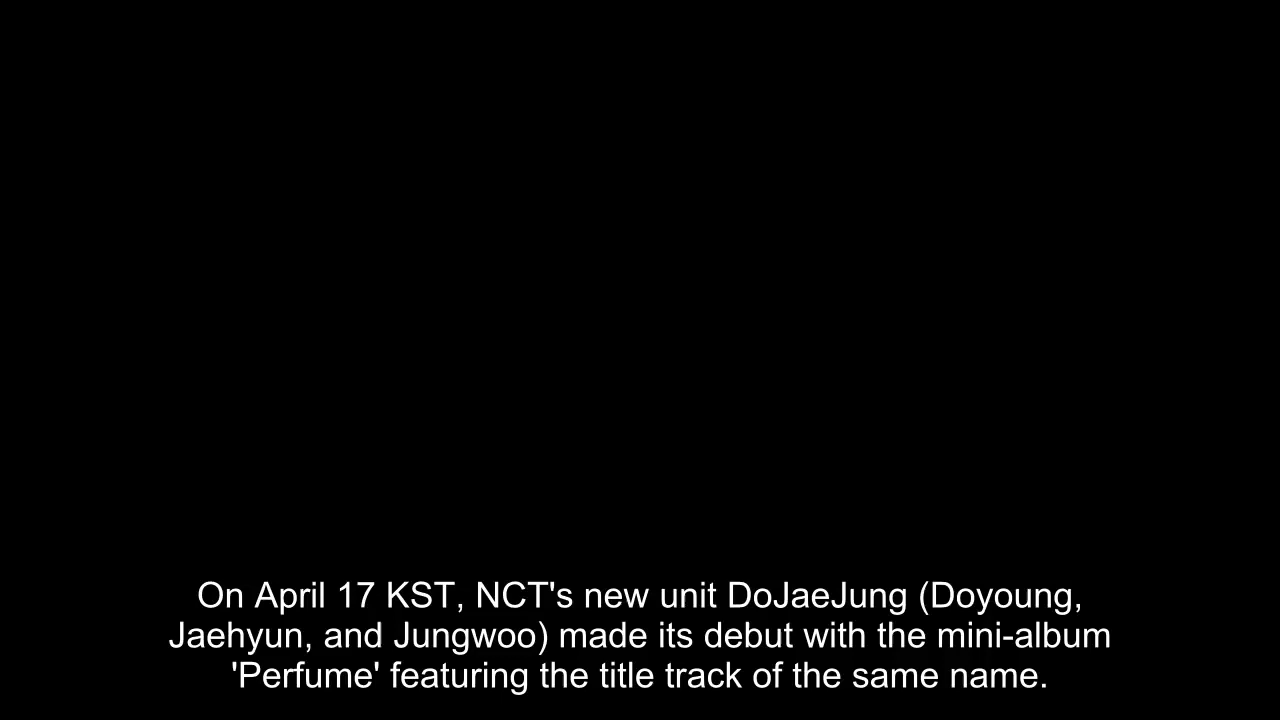 On April 17 KST, NCT's new unit DoJaeJung (Doyoung,
Jaehyun, and Jungwoo) made its debut with the mini-album
'Perfume' featuring the title track of the same name.